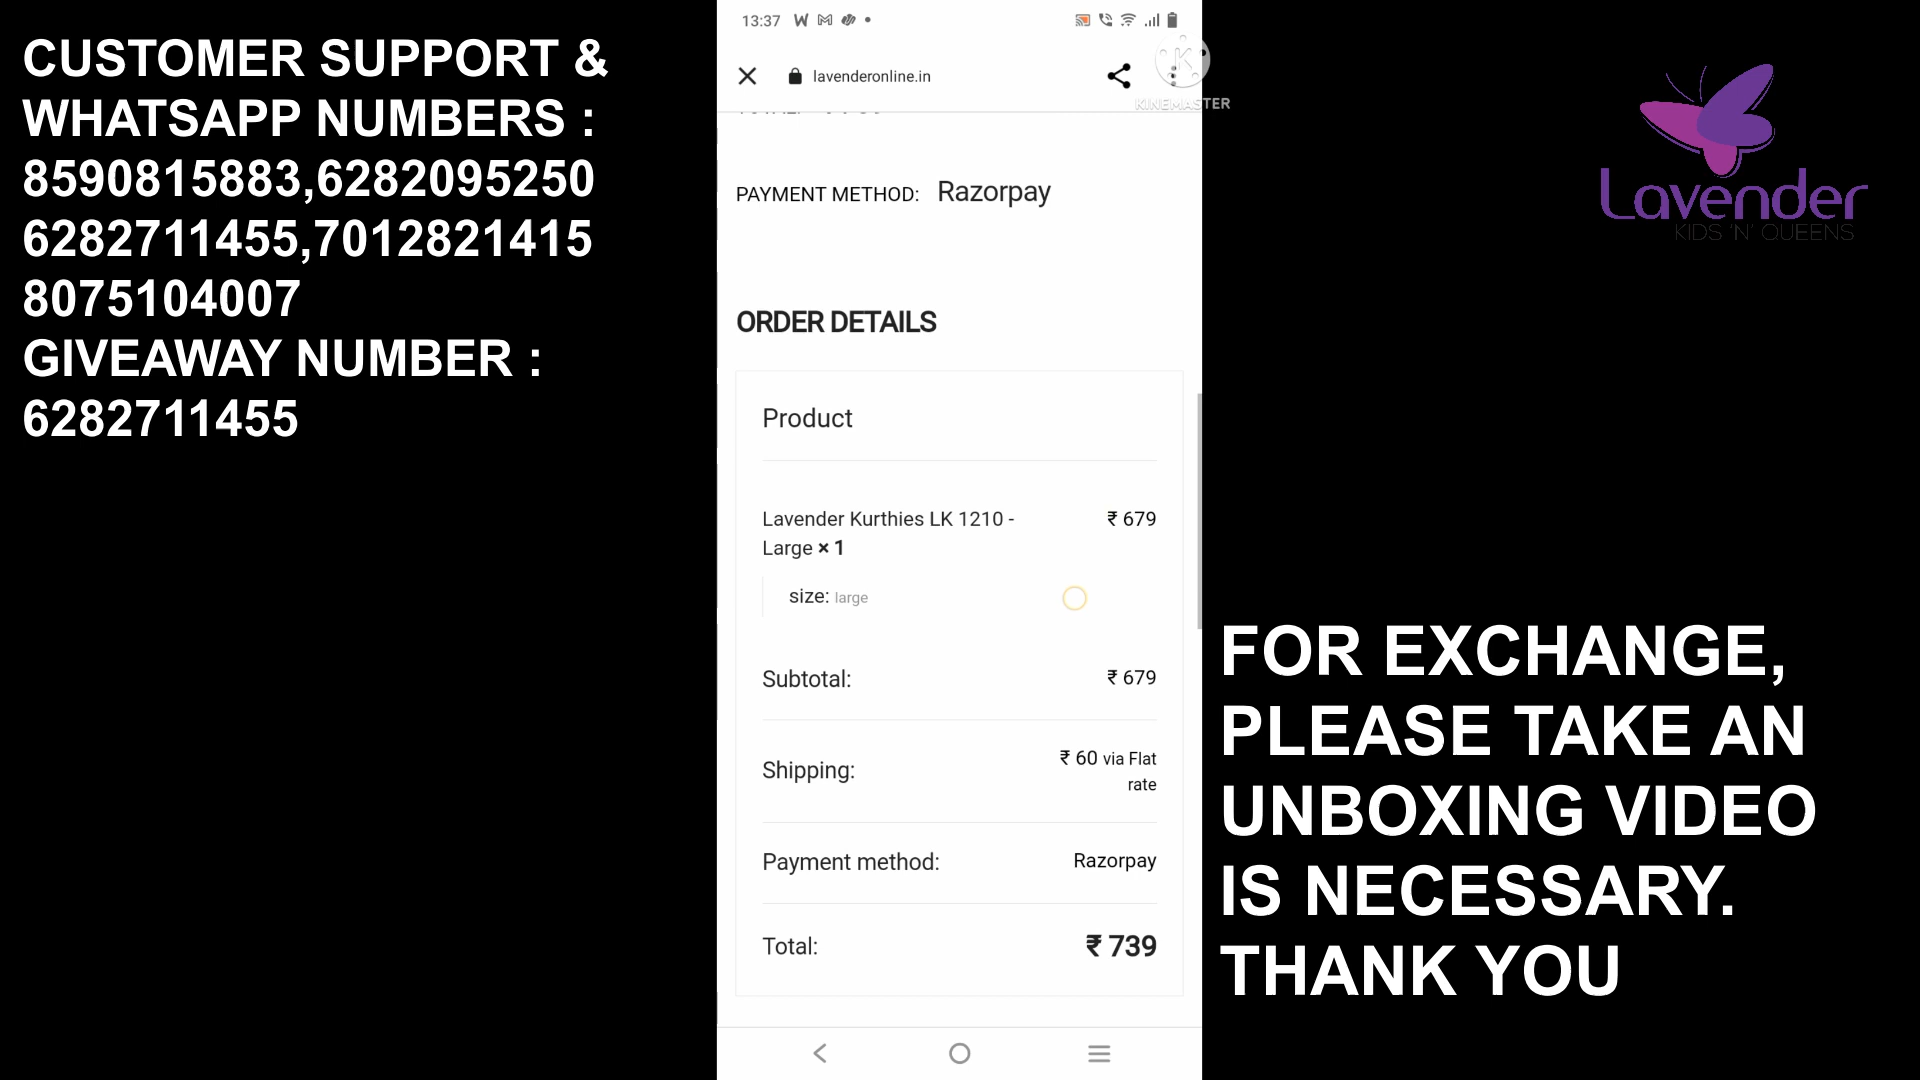 CUSTOMER SUPPORT &
WHATSAPP NUMBERS :
8590815883,6282095250
6282711455,7012821415
8075104007
GIVEAWAY NUMBER :
6282711455
13:37
lavenderonline.in
KINEMASTER
PAYMENT METHOD: Razorpay
ORDER DETAILS
Product
Lavender Kurthies LK 1210 - ₹ 679
Large × 1
size: large
Subtotal: ₹ 679
Shipping: ₹ 60 via Flat
rate
Payment method: Razorpay
Total: ₹ 739
Lavender
KIDS 'N' QUEENS
FOR EXCHANGE,
PLEASE TAKE AN
UNBOXING VIDEO
IS NECESSARY.
THANK YOU